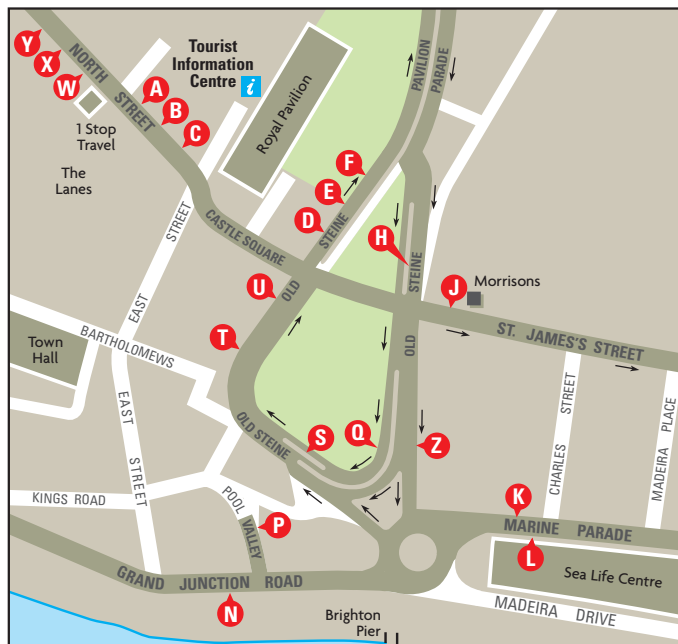 Y
X
W
NORTH STREET
A
B
C
1 Stop
Travel
The
Lanes
Tourist
Information
Centre i
Royal Pavilion
PAVILION
PARADE
F
E
D
STEINE
OLD
H
STEINE
OLD
CASTLE SQUARE
U
T
J
Morrisons
ST. JAMES'S STREET
EAST STREET
BARTHOLOMEWS
Town
Hall
EAST STREET
OLD STEINE
S
Q
Z
CHARLES STREET
MADEIRA PLACE
KINGS ROAD
POOL VALLEY
P
K
MARINE PARADE
L
Sea Life Centre
GRAND JUNCTION ROAD
N
MADEIRA DRIVE
Brighton
Pier